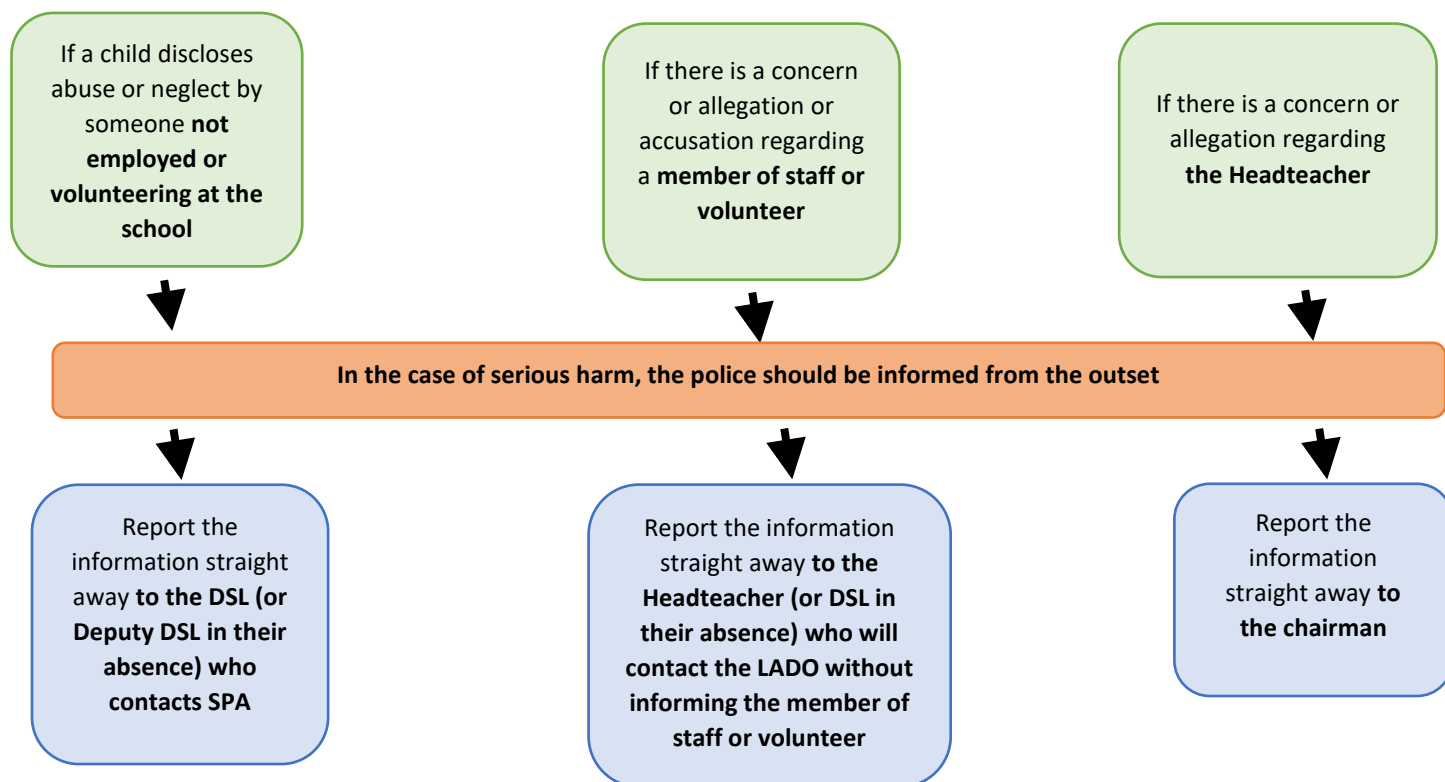 If a child discloses
abuse or neglect by
someone not
employed or
volunteering at the
school
If there is a concern
or allegation or
accusation regarding
a member of staff or
volunteer
If there is a concern or
allegation regarding
the Headteacher
In the case of serious harm, the police should be informed from the outset
Report the
information straight
away to the DSL (or
Deputy DSL in their
absence) who
contacts SPA
Report the information
straight away to the
Headteacher (or DSL in
their absence) who will
contact the LADO without
informing the member of
staff or volunteer
Report the
information
straight away to
the chairman